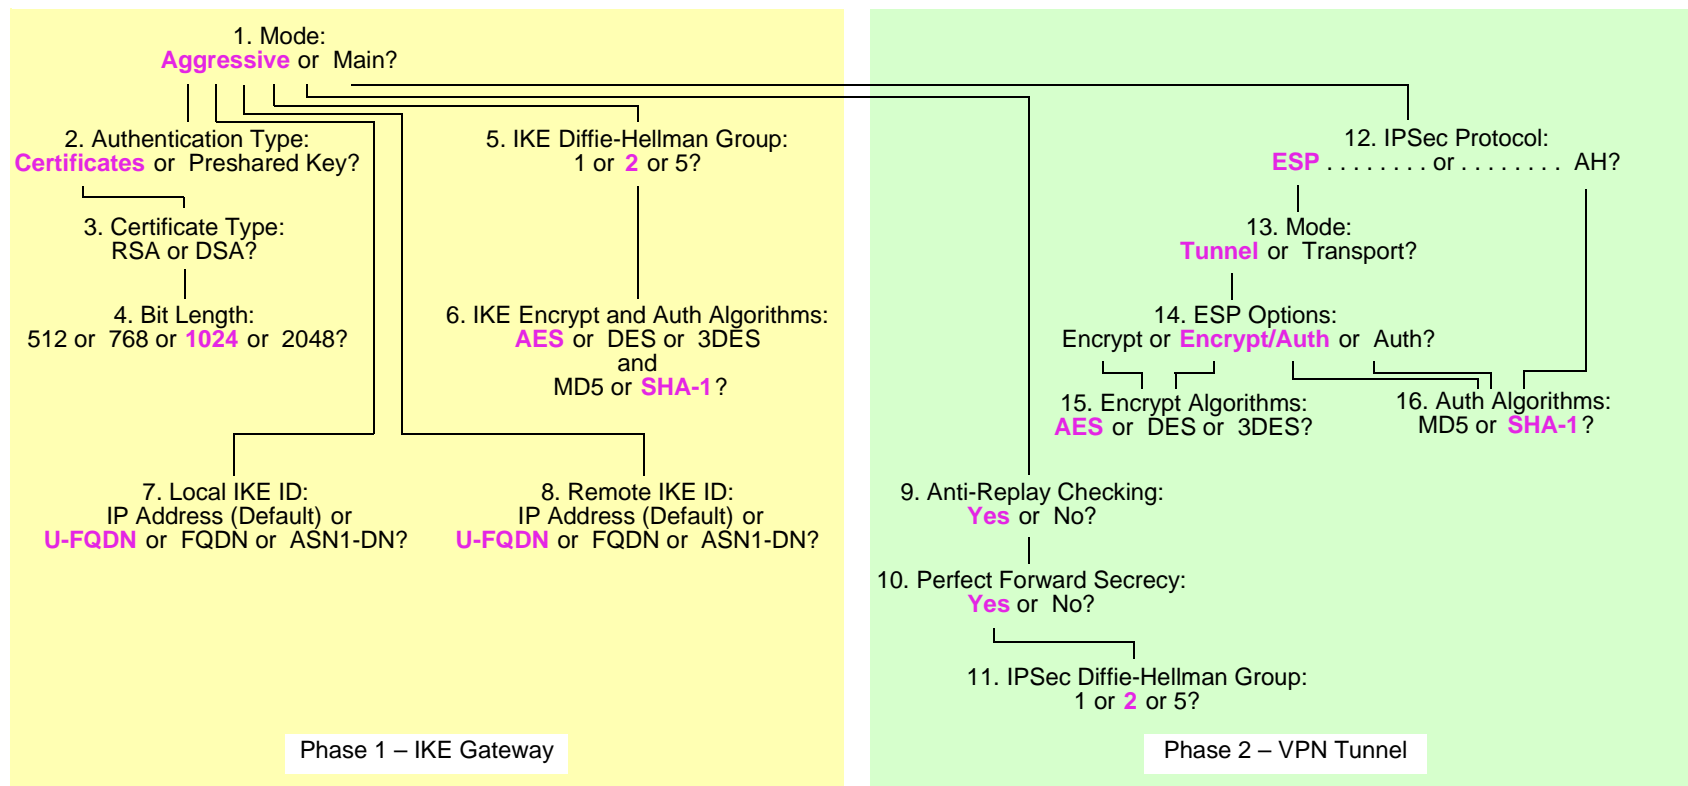 1. Mode:
Aggressive or Main?
2. Authentication Type:
Certificates or Preshared Key?
3. Certificate Type:
RSA or DSA?
4. Bit Length:
512 or 768 or 1024 or 2048?
5. IKE Diffie-Hellman Group:
1 or 2 or 5?
6. IKE Encrypt and Auth Algorithms:
AES or DES or 3DES
and
MD5 or SHA-1?
7. Local IKE ID:
IP Address (Default) or
U-FQDN or FQDN or ASN1-DN?
8. Remote IKE ID:
IP Address (Default) or
U-FQDN or FQDN or ASN1-DN?
Phase 1 – IKE Gateway
12. IPSec Protocol:
ESP . . . . . . . . or . . . . . . . . AH?
13. Mode:
Tunnel or Transport?
14. ESP Options:
Encrypt or Encrypt/Auth or Auth?
15. Encrypt Algorithms:
AES or DES or 3DES?
16. Auth Algorithms:
MD5 or SHA-1?
9. Anti-Replay Checking:
Yes or No?
10. Perfect Forward Secrecy:
Yes or No?
11. IPSec Diffie-Hellman Group:
1 or 2 or 5?
Phase 2 – VPN Tunnel